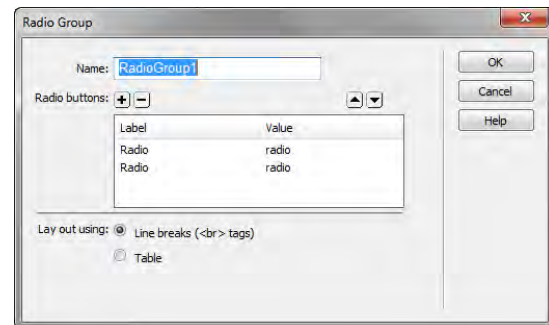 Radio Group
X
Name: RadioGroup1
OK
Radio buttons: + −
Cancel
Help
Label Value
Radio radio
Radio radio
Lay out using: Line breaks (<br> tags)
Table